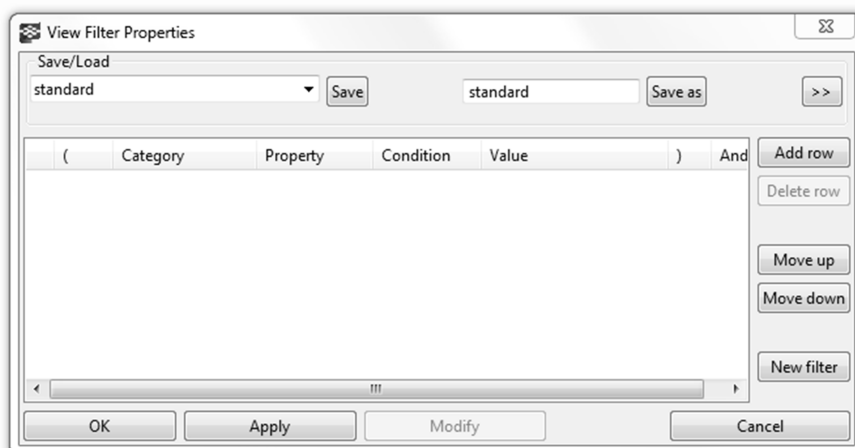 View Filter Properties
Save/Load
standard Save standard Save as >>
( Category Property Condition Value ) And
Add row
Delete row
Move up
Move down
New filter
OK Apply Modify Cancel